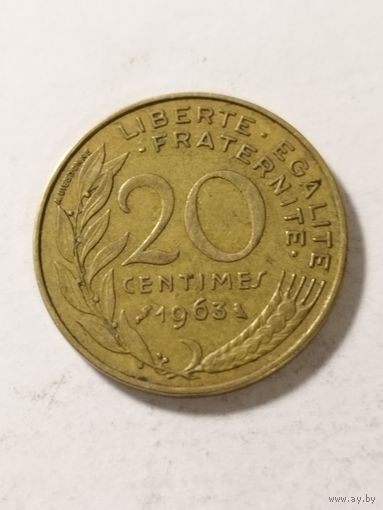 LIBERTE · EGALITE
· FRATERNITE ·
20
CENTIMES
1963
www.ay.by